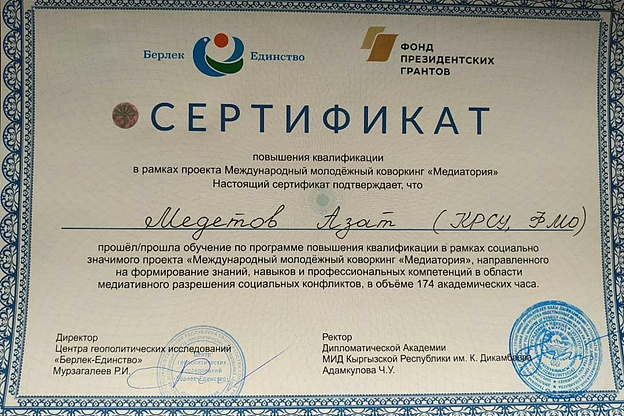 Берлек Единство
ФОНД
ПРЕЗИДЕНТСКИХ
ГРАНТОВ
СЕРТИФИКАТ
повышения квалификации
в рамках проекта Международный молодёжный коворкинг «Медиатория»
Настоящий сертификат подтверждает, что
Медетов Азат (КРСУ, ФМО)
прошёл/прошла обучение по программе повышения квалификации в рамках социально
значимого проекта «Международный молодёжный коворкинг «Медиатория», направленного
на формирование знаний, навыков и профессиональных компетенций в области
медиативного разрешения социальных конфликтов, в объёме 174 академических часа.
Директор
Центра геополитических исследований
«Берлек-Единство»
Мурзагалеев Р.И.
Ректор
Дипломатической Академии
МИД Кыргызской Республики им. К. Дикамбаева
Адамкулова Ч.У.